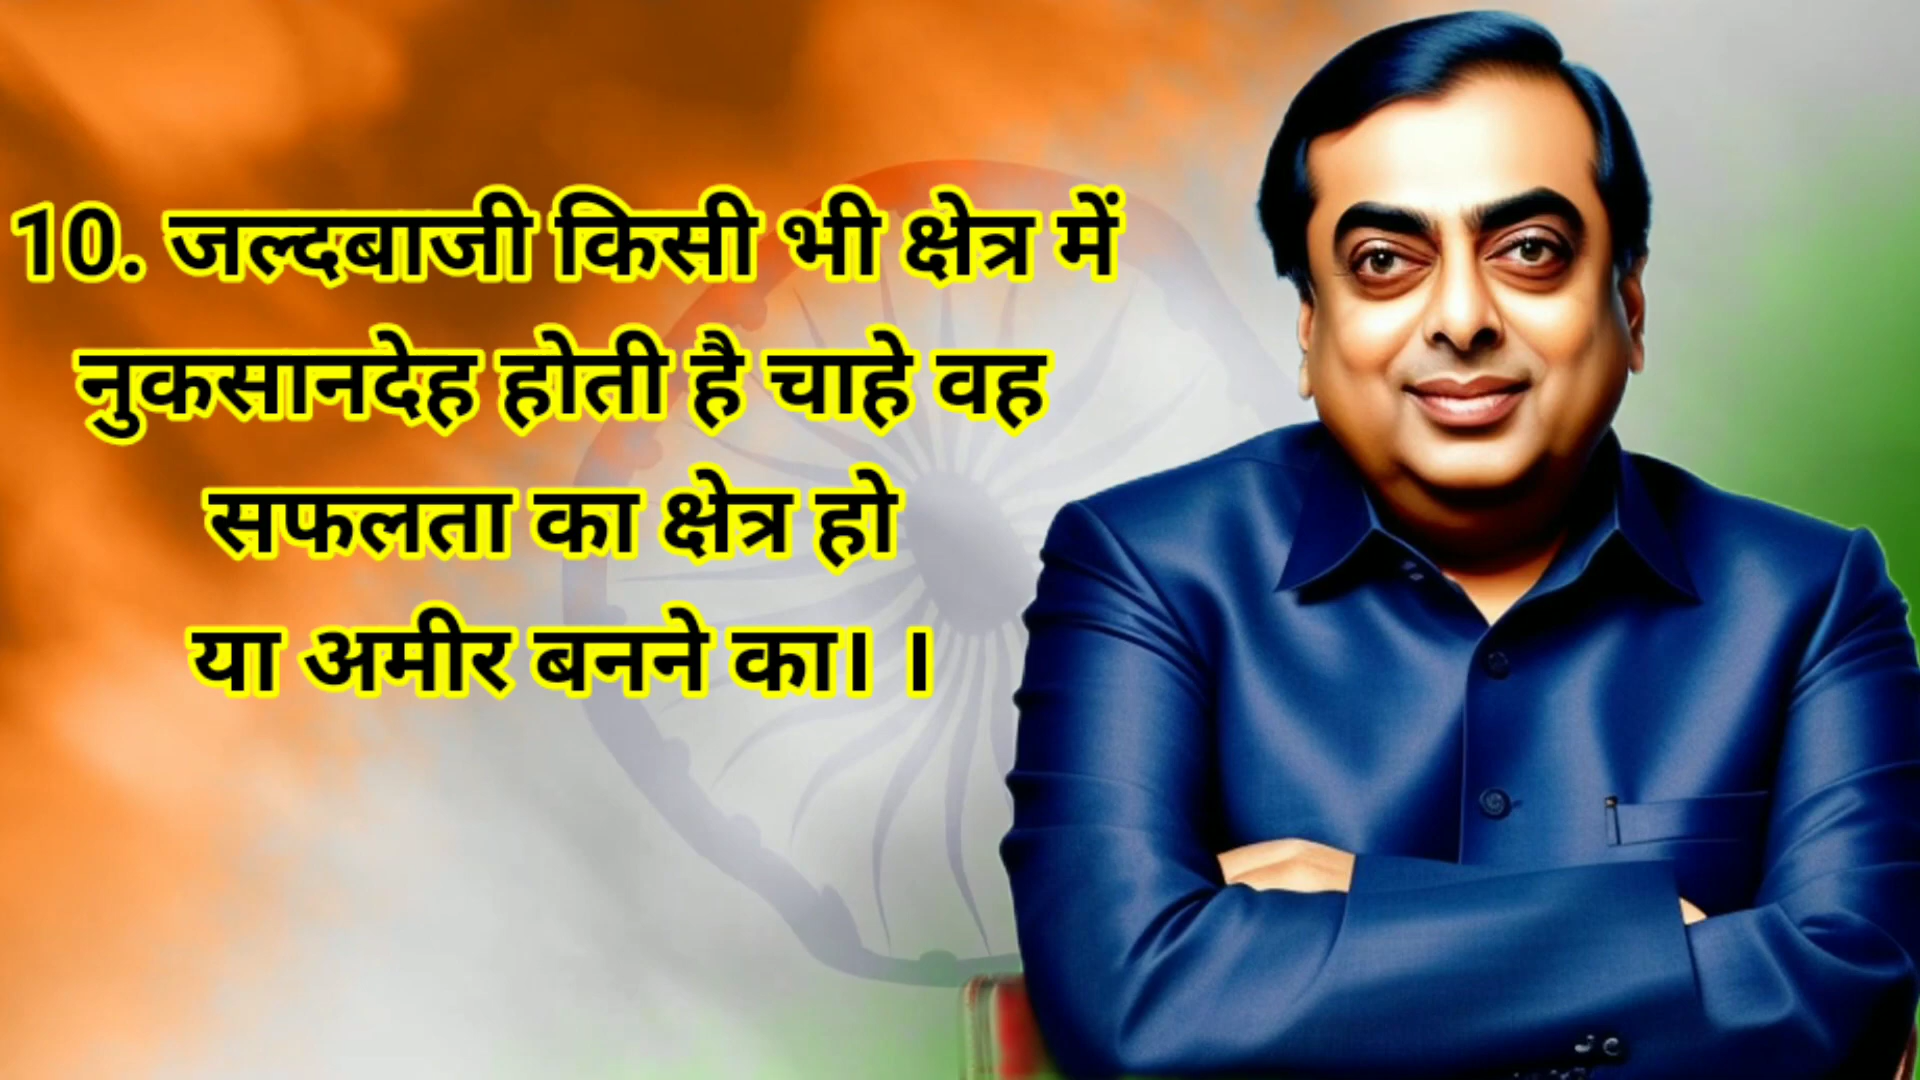 10. जल्दबाजी किसी भी क्षेत्र में
नुकसानदेह होती है चाहे वह
सफलता का क्षेत्र हो
या अमीर बनने का। ।